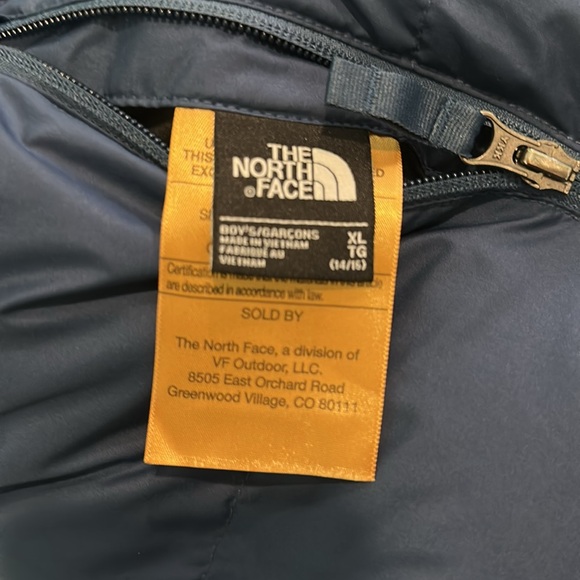 THE
NORTH
FACE
BOY'S/GARCONS XL
MADE IN VIETNAM TG
FABRIQUE AU (14/16)
VIETNAM
are described in accordance with law.
SOLD BY
The North Face, a division of
VF Outdoor, LLC.
8505 East Orchard Road
Greenwood Village, CO 80111
YKK